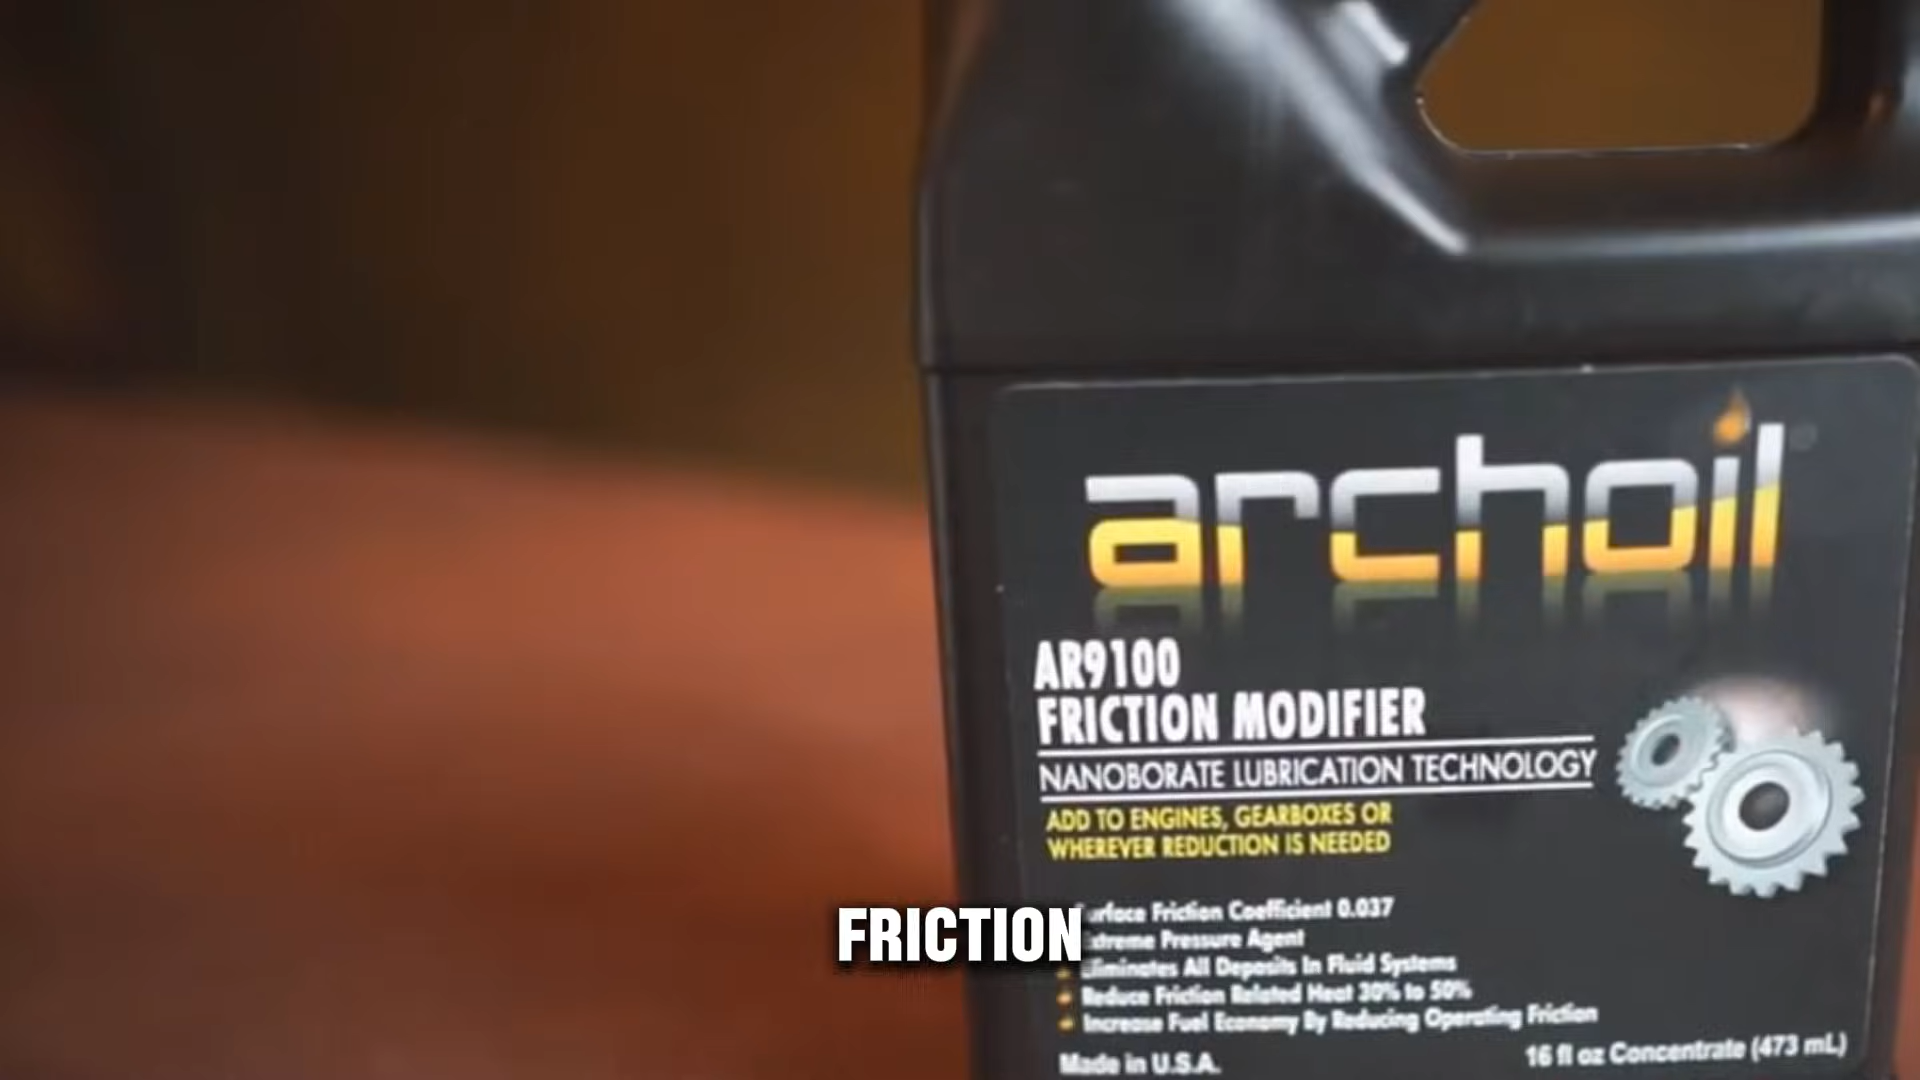 archoil
AR9100
FRICTION MODIFIER
NANOBORATE LUBRICATION TECHNOLOGY
ADD TO ENGINES, GEARBOXES OR
WHEREVER REDUCTION IS NEEDED
Friction Coefficient 0.037
Pressure Agent
Eliminates All Deposits In Fluid Systems
Reduce Friction Related Heat 30% to 50%
Increase Fuel Economy By Reducing Operating Friction
Made in U.S.A.
16 fl oz Concentrate (473 mL)
FRICTION